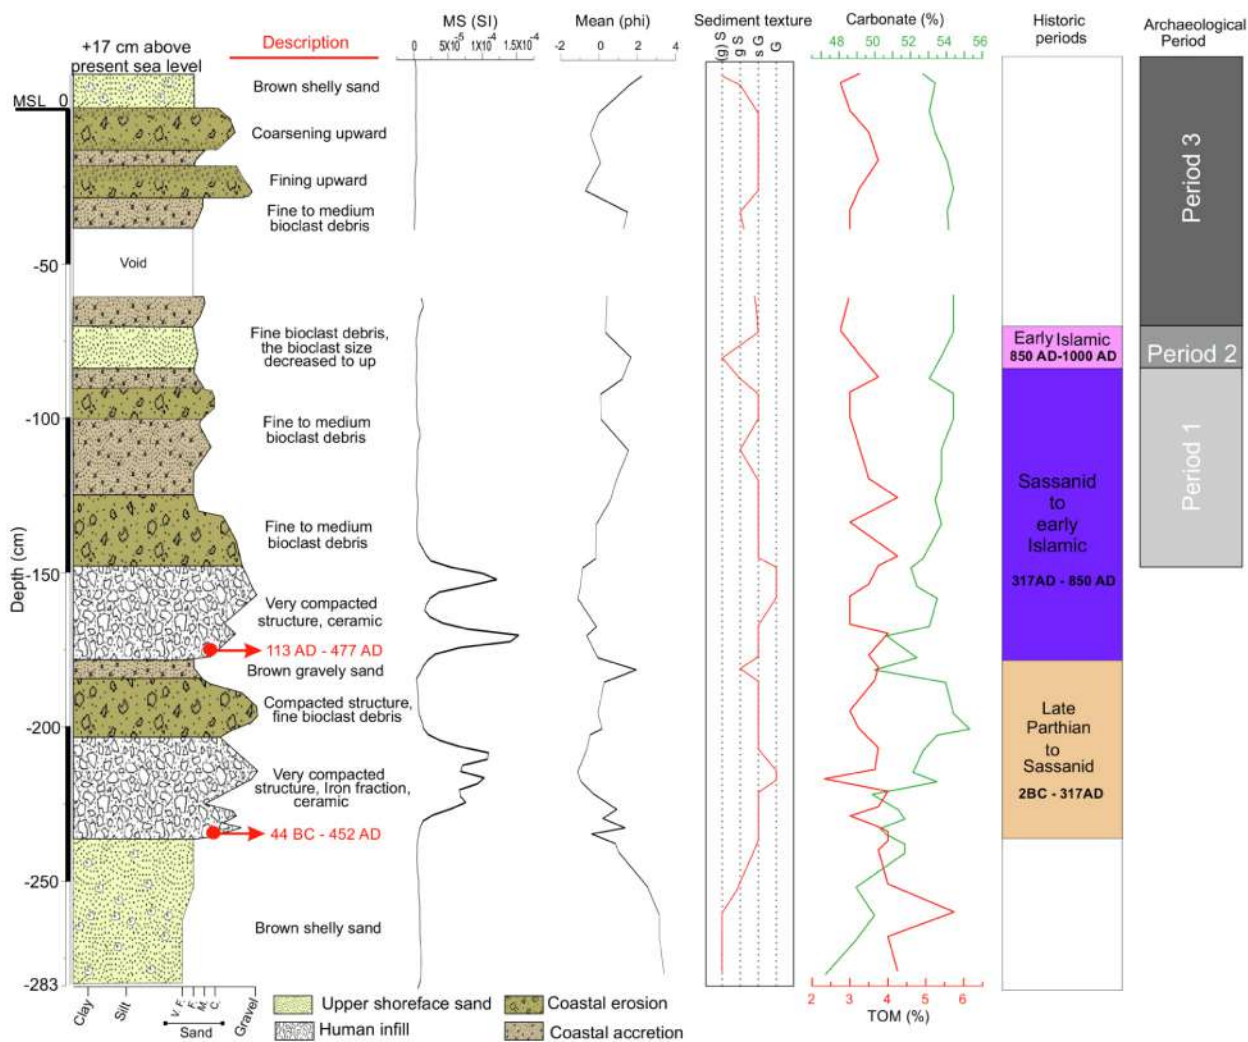 +17 cm above
present sea level
Description
MS (SI)
5X10⁻⁵ 1X10⁻⁴ 1.5X10⁻⁴
Mean (phi)
-2 0 2 4
Sediment texture
(g) S
g S
s G
G
Carbonate (%)
48 50 52 54 56
Historic
periods
Archaeological
Period
MSL 0
-50
-100
-150
-200
-250
-283
Depth (cm)
Void
Brown shelly sand
Coarsening upward
Fining upward
Fine to medium
bioclast debris
Fine bioclast debris,
the bioclast size
decreased to up
Fine to medium
bioclast debris
Fine to medium
bioclast debris
Very compacted
structure, ceramic
113 AD - 477 AD
Brown gravely sand
Compacted structure,
fine bioclast debris
Very compacted
structure, Iron fraction,
ceramic
44 BC - 452 AD
Brown shelly sand
Early Islamic
850 AD-1000 AD
Sassanid
to
early
Islamic
317AD - 850 AD
Late
Parthian
to
Sassanid
2BC - 317AD
Period 3
Period 2
Period 1
Clay
Silt
V. F.
F.
M.
C.
Gravel
Sand
Upper shoreface sand
Coastal erosion
Human infill
Coastal accretion
2 3 4 5 6
TOM (%)